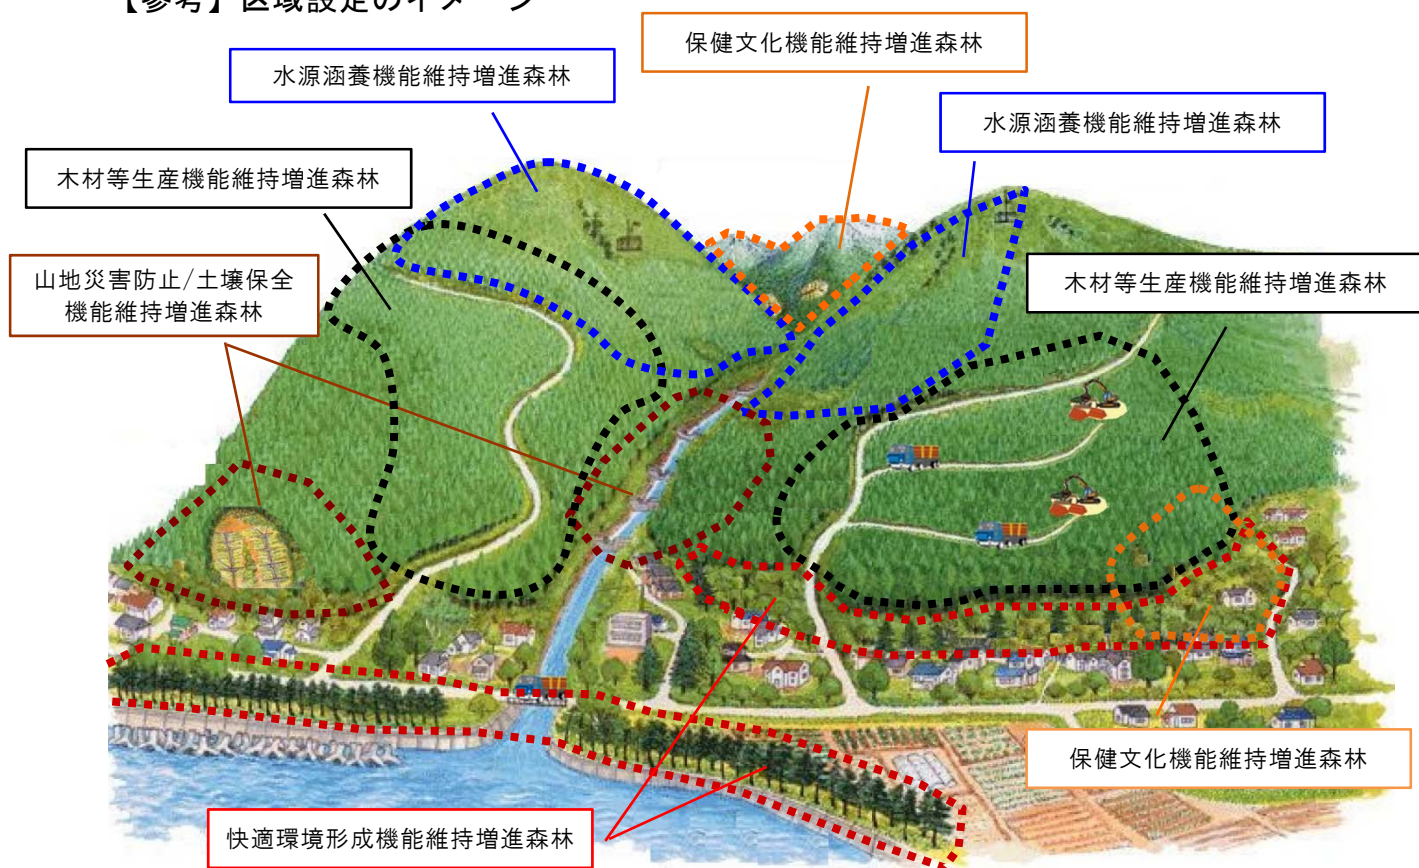 【参考】区域設定のイメージ
保健文化機能維持増進森林
水源涵養機能維持増進森林
水源涵養機能維持増進森林
木材等生産機能維持増進森林
山地災害防止/土壌保全
機能維持増進森林
木材等生産機能維持増進森林
保健文化機能維持増進森林
快適環境形成機能維持増進森林